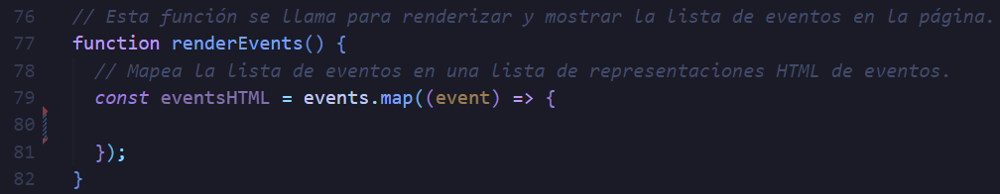 76 // Esta función se llama para renderizar y mostrar la lista de eventos en la página.
77 function renderEvents() {
78 // Mapea la lista de eventos en una lista de representaciones HTML de eventos.
79 const eventsHTML = events.map((event) => {
80
81 });
82 }